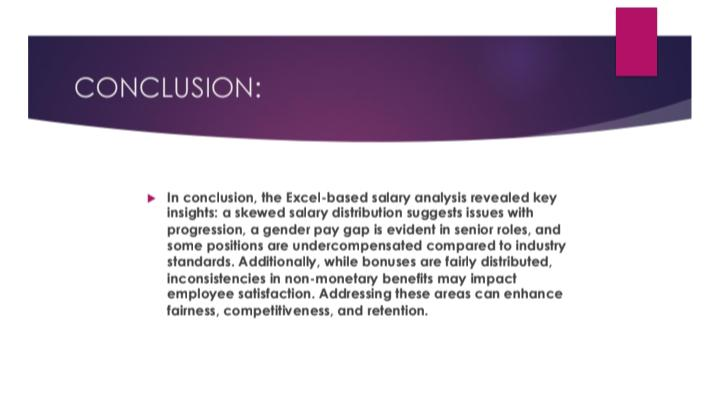 CONCLUSION:
In conclusion, the Excel-based salary analysis revealed key
insights: a skewed salary distribution suggests issues with
progression, a gender pay gap is evident in senior roles, and
some positions are undercompensated compared to industry
standards. Additionally, while bonuses are fairly distributed,
inconsistencies in non-monetary benefits may impact
employee satisfaction. Addressing these areas can enhance
fairness, competitiveness, and retention.